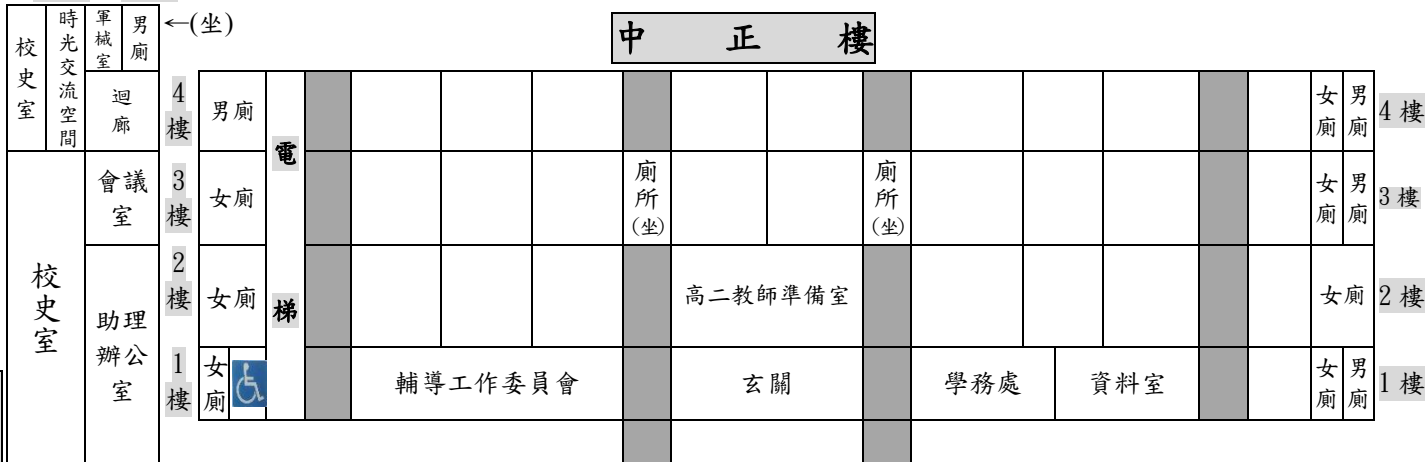 中 正 樓
←(坐)
校史室
時光交流空間
軍械室
男廁
迴廊
4樓
男廁
電梯
女廁
男廁
4樓
會議室
3樓
女廁
廁所(坐)
廁所(坐)
女廁
男廁
3樓
校史室
2樓
女廁
高二教師準備室
女廁
2樓
助理辦公室
1樓
女廁
輔導工作委員會
玄關
學務處
資料室
女廁
男廁
1樓